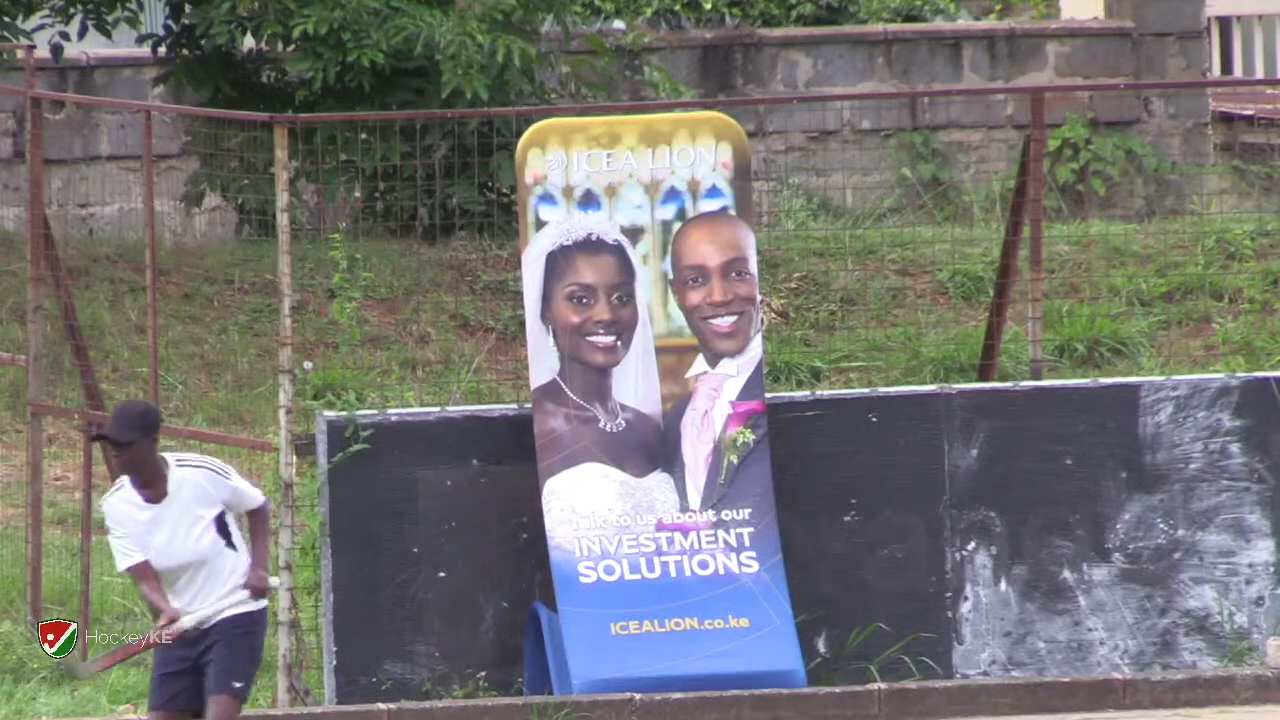 ICEA LION
Talk to us about our
INVESTMENT
SOLUTIONS
ICEALION.co.ke
HockeyKE